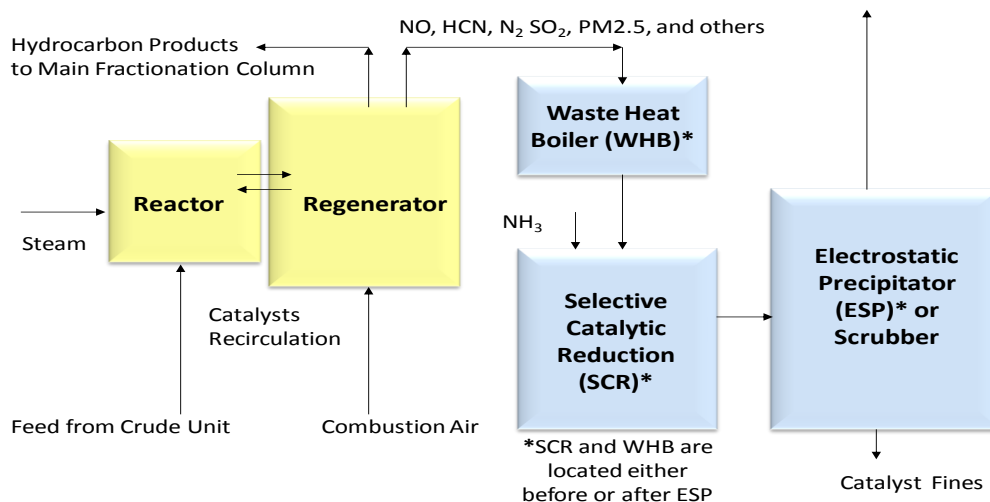 Hydrocarbon Products
to Main Fractionation Column
NO, HCN, N₂ SO₂, PM2.5, and others
Waste Heat
Boiler (WHB)*
Reactor
Regenerator
Steam
NH₃
Electrostatic
Precipitator
(ESP)* or
Scrubber
Selective
Catalytic
Reduction
(SCR)*
Catalysts
Recirculation
Feed from Crude Unit
Combustion Air
*SCR and WHB are
located either
before or after ESP
Catalyst Fines